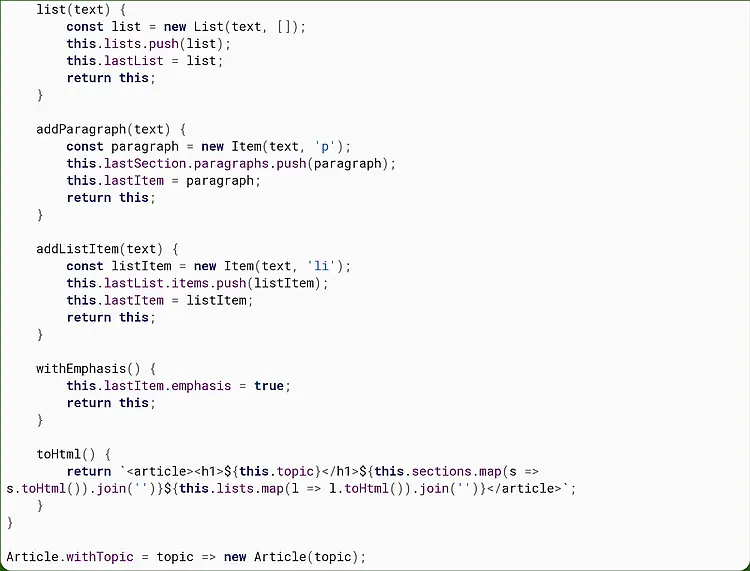 list(text) {
const list = new List(text, []);
this.lists.push(list);
this.lastList = list;
return this;
}
addParagraph(text) {
const paragraph = new Item(text, 'p');
this.lastSection.paragraphs.push(paragraph);
this.lastItem = paragraph;
return this;
}
addListItem(text) {
const listItem = new Item(text, 'li');
this.lastList.items.push(listItem);
this.lastItem = listItem;
return this;
}
withEmphasis() {
this.lastItem.emphasis = true;
return this;
}
toHtml() {
return `<article><h1>${this.topic}</h1>${this.sections.map(s =>
s.toHtml()).join('')}${this.lists.map(l => l.toHtml()).join('')}</article>`;
}
}
Article.withTopic = topic => new Article(topic);